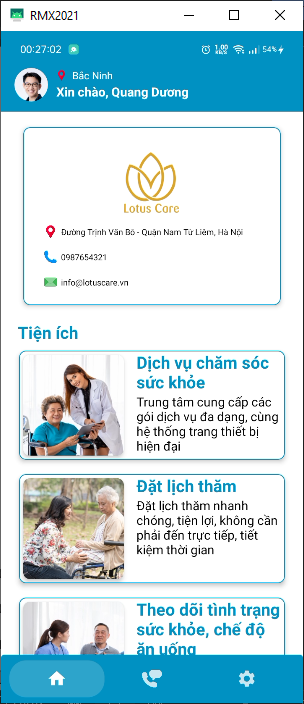 RMX2021
00:27:02
1,00
KB/S
54%
Bắc Ninh
Xin chào, Quang Dương
Lotus Care
Đường Trịnh Văn Bô - Quận Nam Từ Liêm, Hà Nội
0987654321
info@lotuscare.vn
Tiện ích
Dịch vụ chăm sóc
sức khỏe
Trung tâm cung cấp các
gói dịch vụ đa dạng, cùng
hệ thống trang thiết bị
hiện đại
Đặt lịch thăm
Đặt lịch thăm nhanh
chóng, tiện lợi, không cần
phải đến trực tiếp, tiết
kiệm thời gian
Theo dõi tình trạng
sức khỏe, chế độ
ăn uống